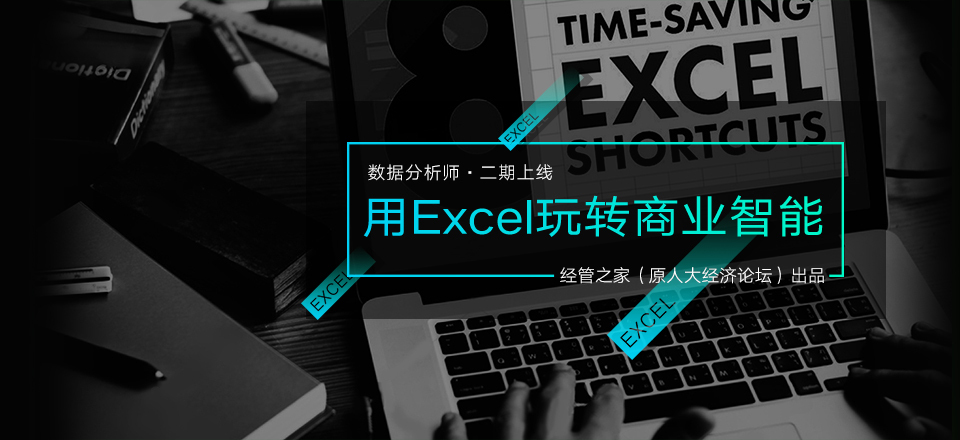 Diction
Dictionary
8
TIME-SAVING
EXCEL
SHORTCUTS
EXCEL
数据分析师·二期上线
用Excel玩转商业智能
经管之家（原人大经济论坛）出品
EXCEL
EXCEL